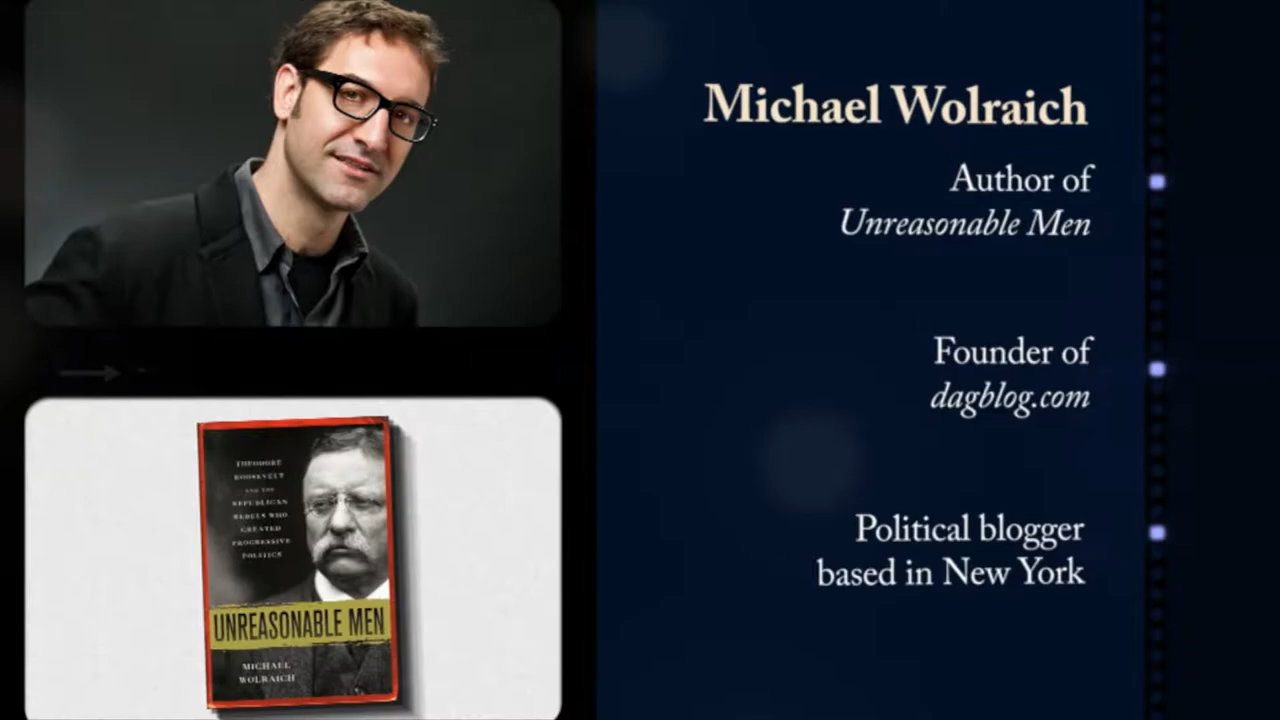 Michael Wolraich
Author of
Unreasonable Men
Founder of
dagblog.com
Political blogger
based in New York
THEODORE
ROOSEVELT
AND THE
REPUBLICAN
REBELS WHO
CREATED
PROGRESSIVE
POLITICS
UNREASONABLE MEN
MICHAEL
WOLRAICH